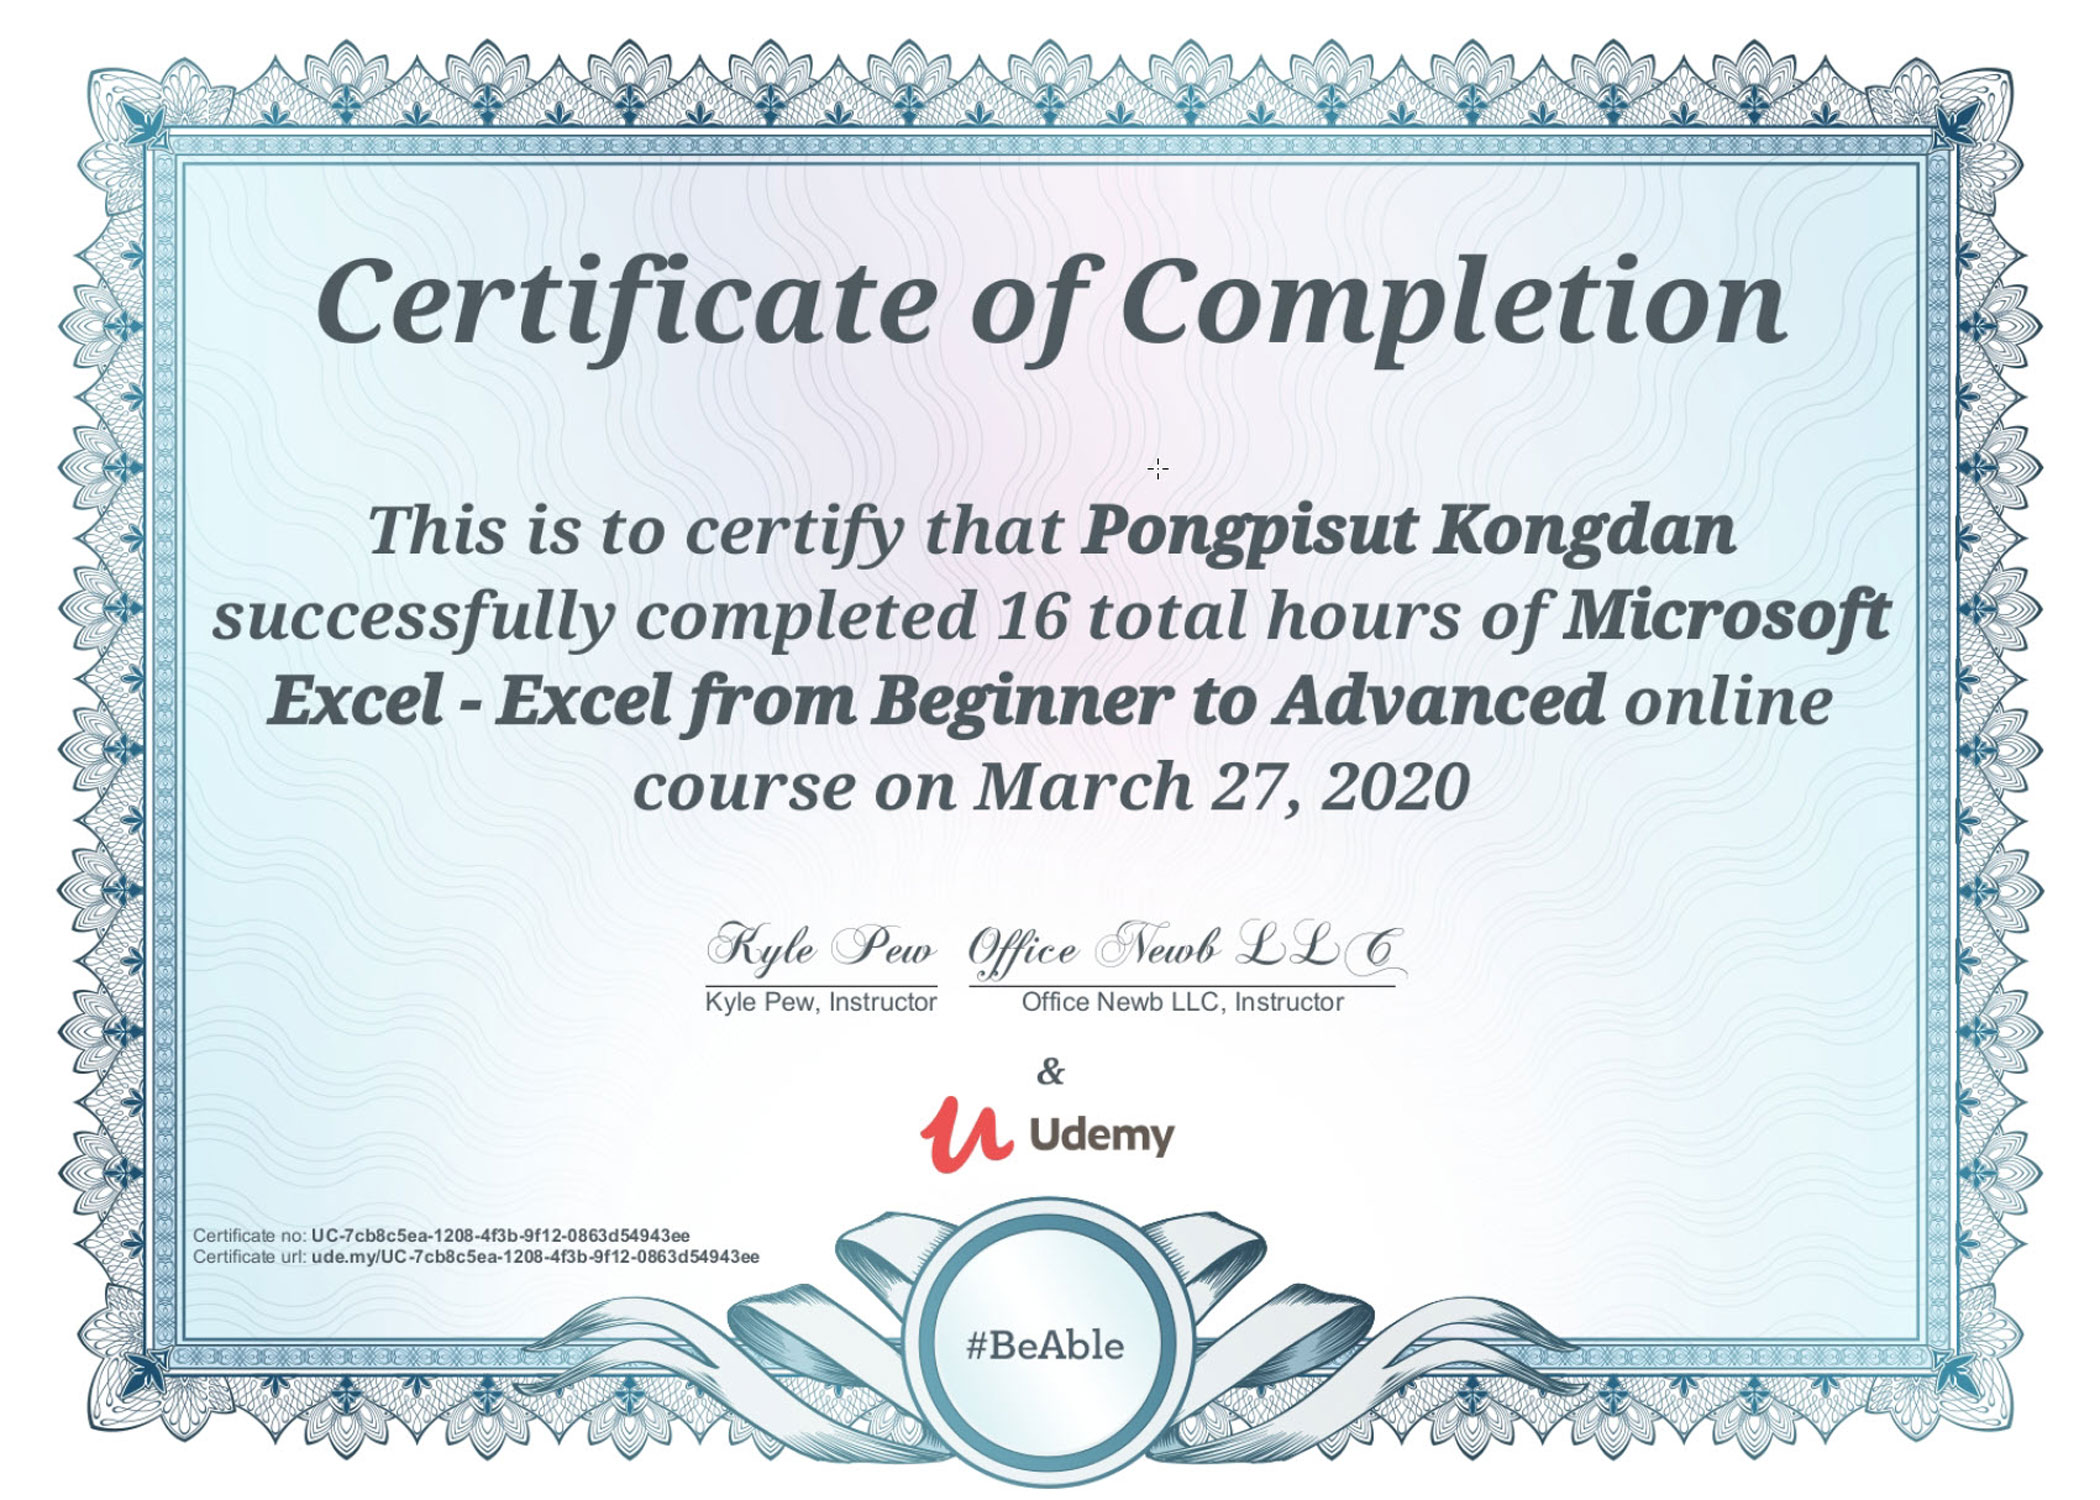 Certificate of Completion
This is to certify that Pongpisut Kongdan
successfully completed 16 total hours of Microsoft
Excel - Excel from Beginner to Advanced online
course on March 27, 2020
Kyle Pew Office Newb LLC
Kyle Pew, Instructor Office Newb LLC, Instructor
&
Udemy
Certificate no: UC-7cb8c5ea-1208-4f3b-9f12-0863d54943ee
Certificate url: ude.my/UC-7cb8c5ea-1208-4f3b-9f12-0863d54943ee
#BeAble